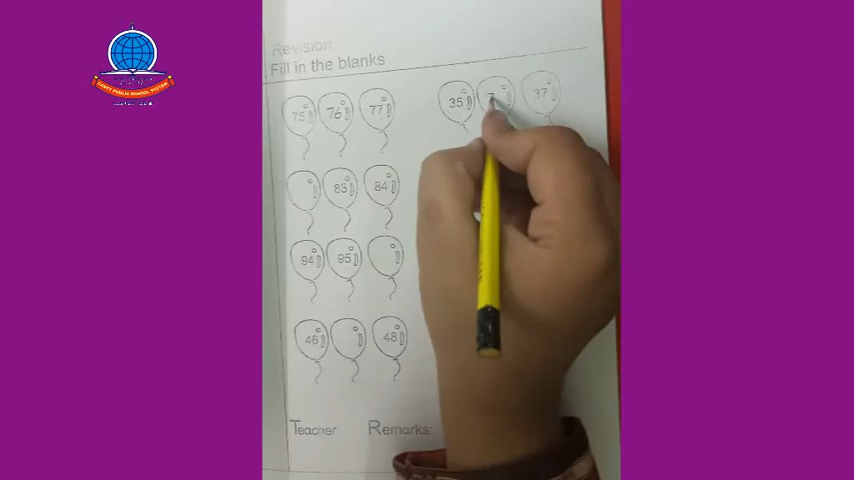 Revision
Fill in the blanks
75 76 77
35 37
83 84
94 95
46 48
Teacher Remarks: